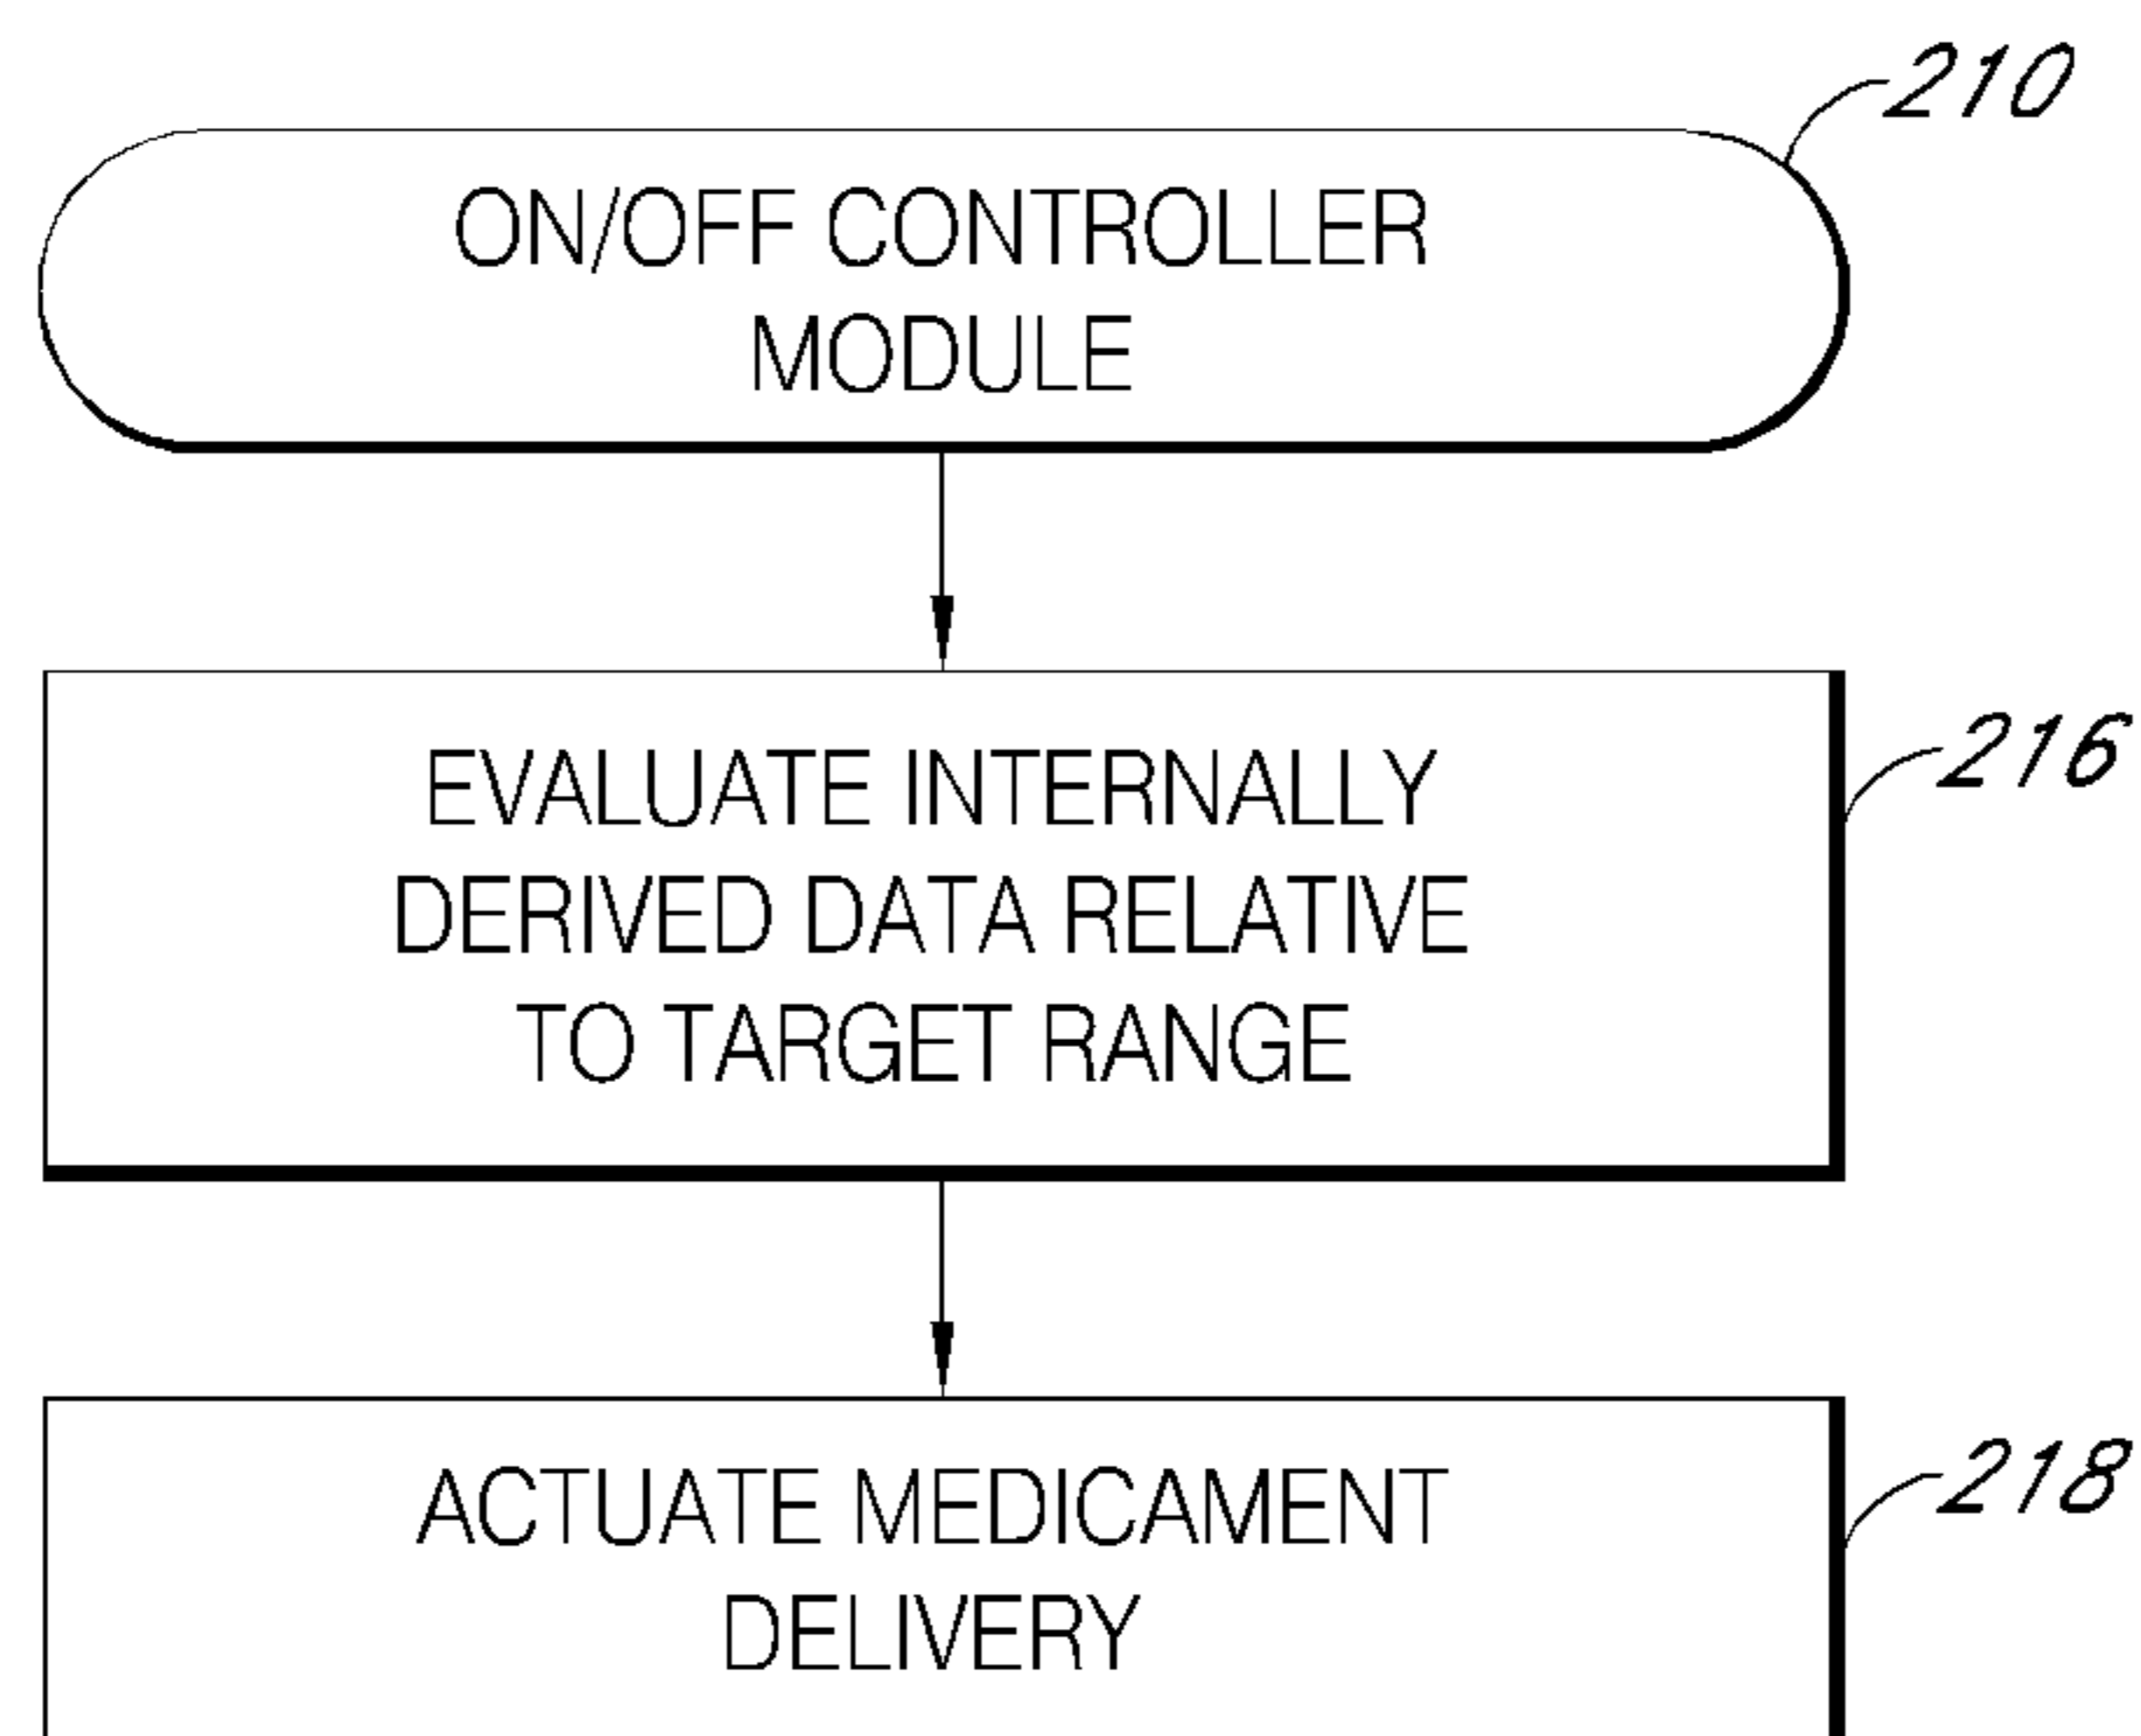 210
ON/OFF CONTROLLER
MODULE
216
EVALUATE INTERNALLY
DERIVED DATA RELATIVE
TO TARGET RANGE
218
ACTUATE MEDICAMENT
DELIVERY